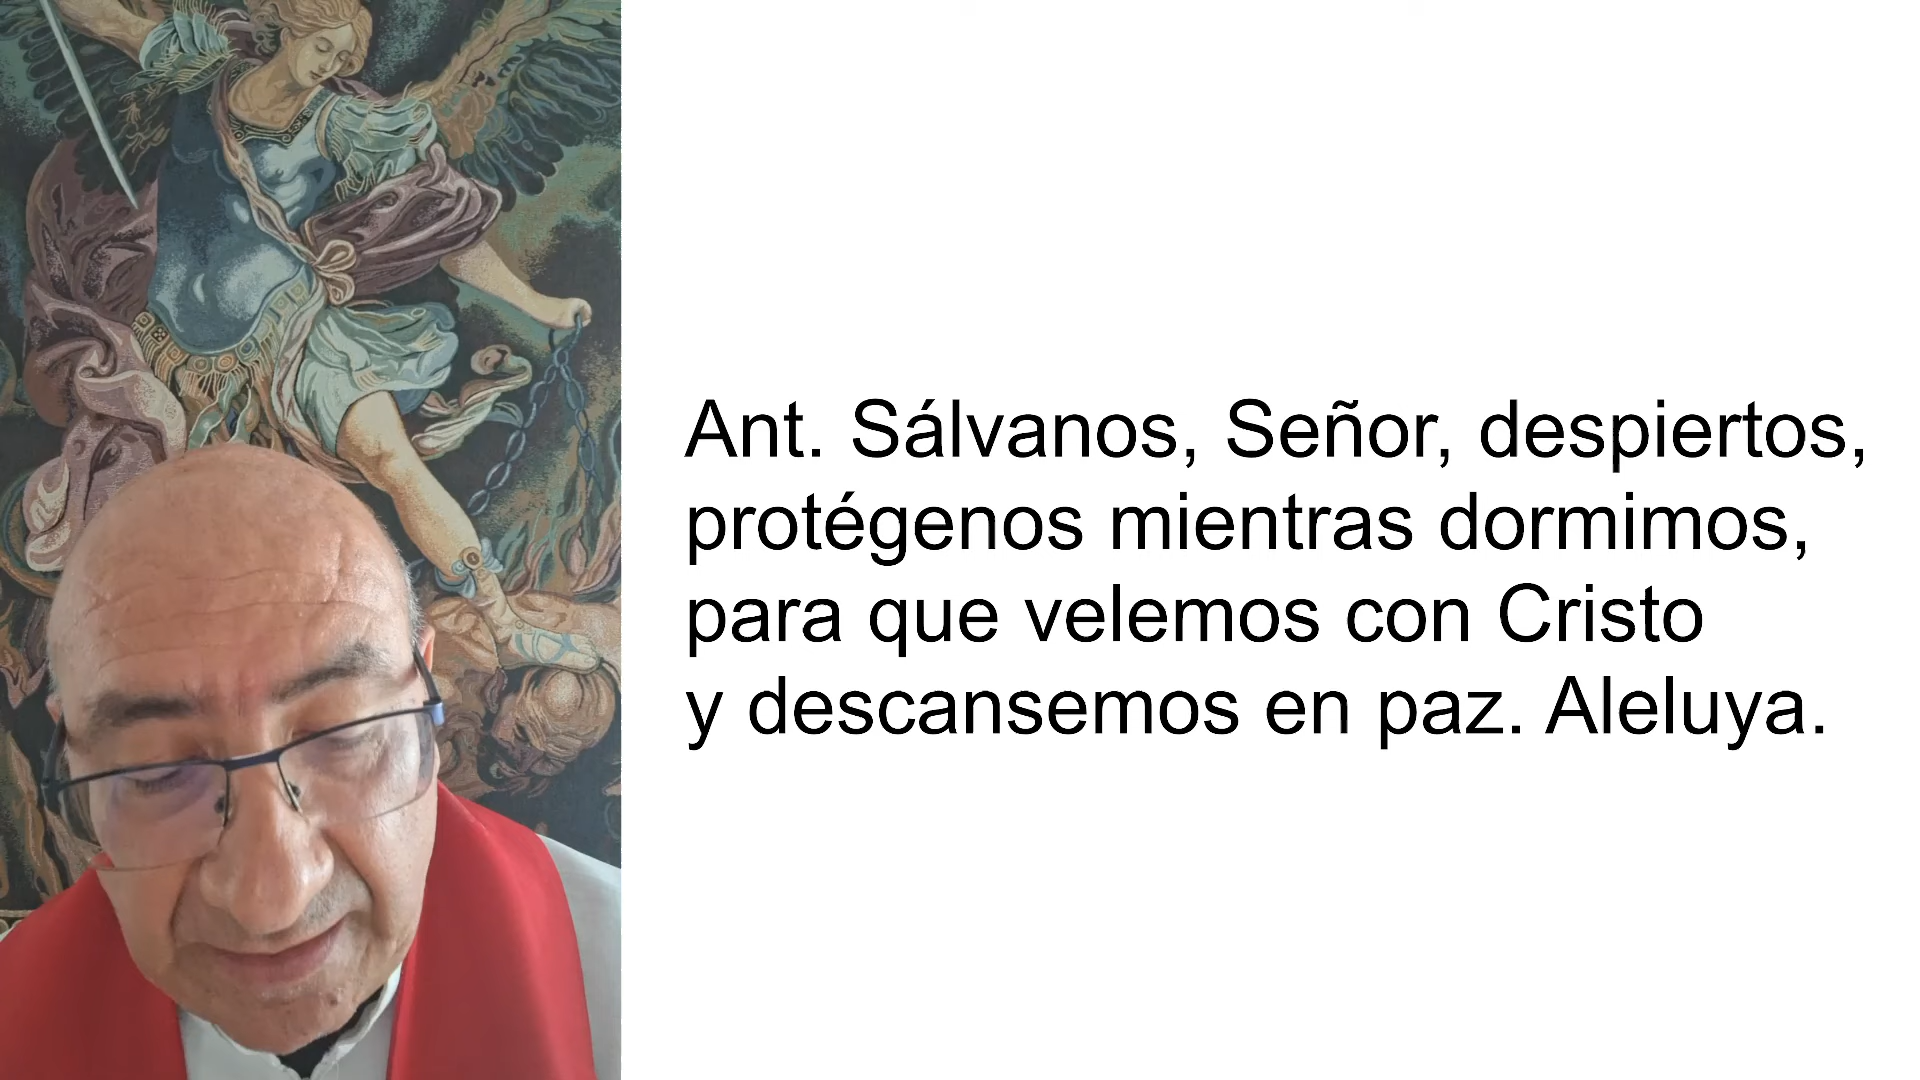 Ant. Sálvanos, Señor, despiertos,
protégenos mientras dormimos,
para que velemos con Cristo
y descansemos en paz. Aleluya.